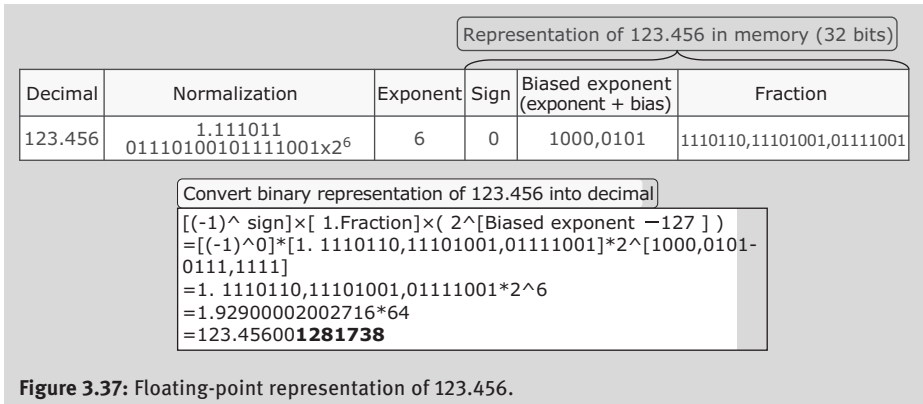 Representation of 123.456 in memory (32 bits)
Decimal Normalization Exponent Sign Biased exponent (exponent + bias) Fraction
123.456 1.111011 6 0 1000,0101 1110110,11101001,01111001
01110100101111001x2^6
Convert binary representation of 123.456 into decimal
[(-1)^ sign]×[ 1.Fraction]×( 2^[Biased exponent −127 ] )
=[(-1)^0]*[1. 1110110,11101001,01111001]*2^[1000,0101-
0111,1111]
=1. 1110110,11101001,01111001*2^6
=1.92900002002716*64
=123.456001281738
Figure 3.37: Floating-point representation of 123.456.